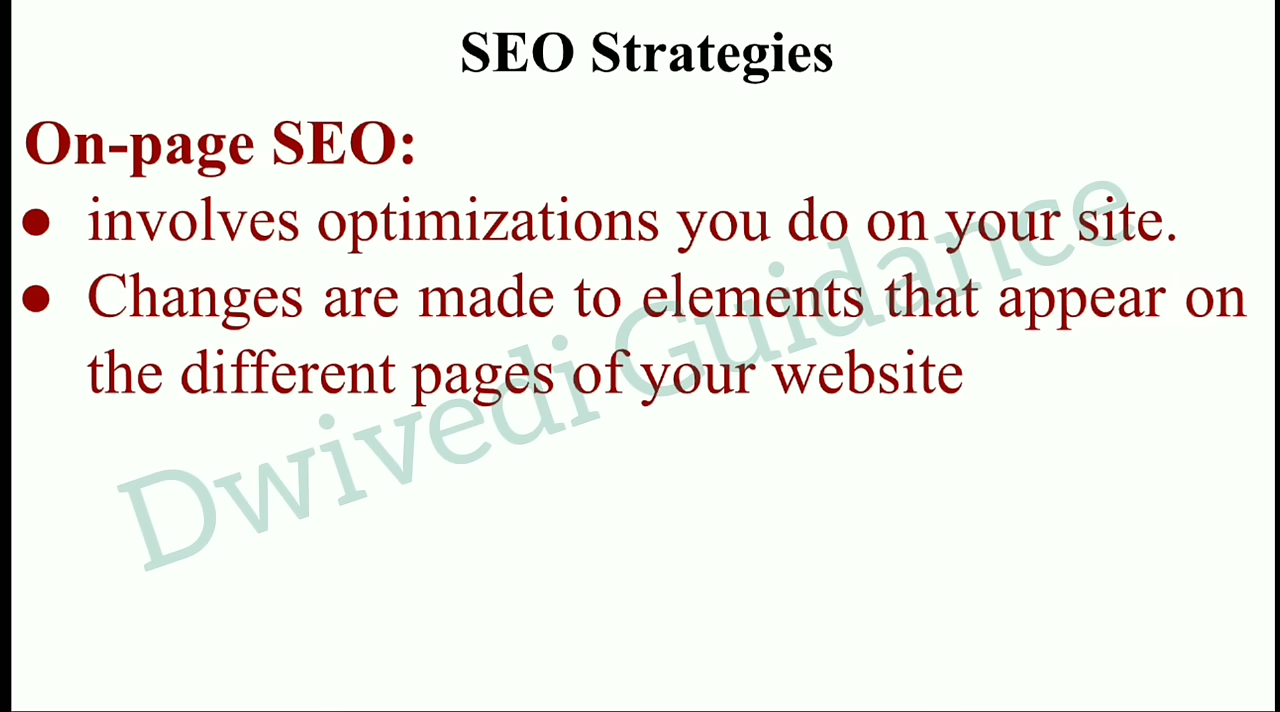 SEO Strategies
On-page SEO:
● involves optimizations you do on your site.
● Changes are made to elements that appear on
the different pages of your website
Dwivedi Guidance